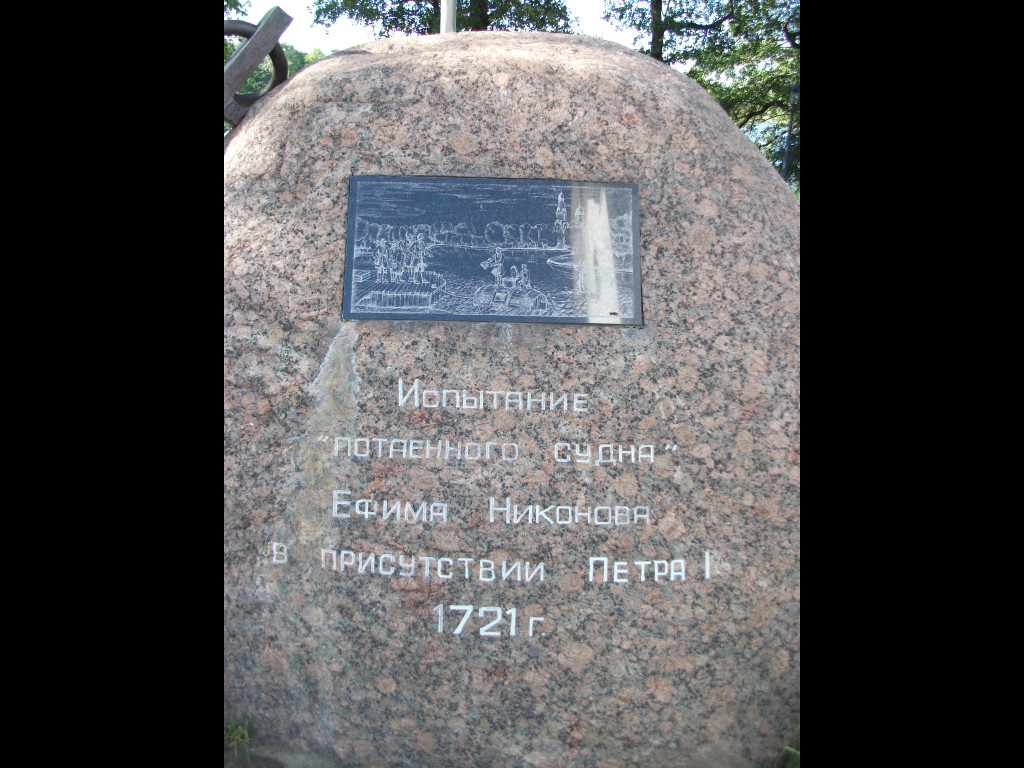 Испытание
"потаенного судна"
Ефима Никонова
в присутствии Петра I
1721 г.